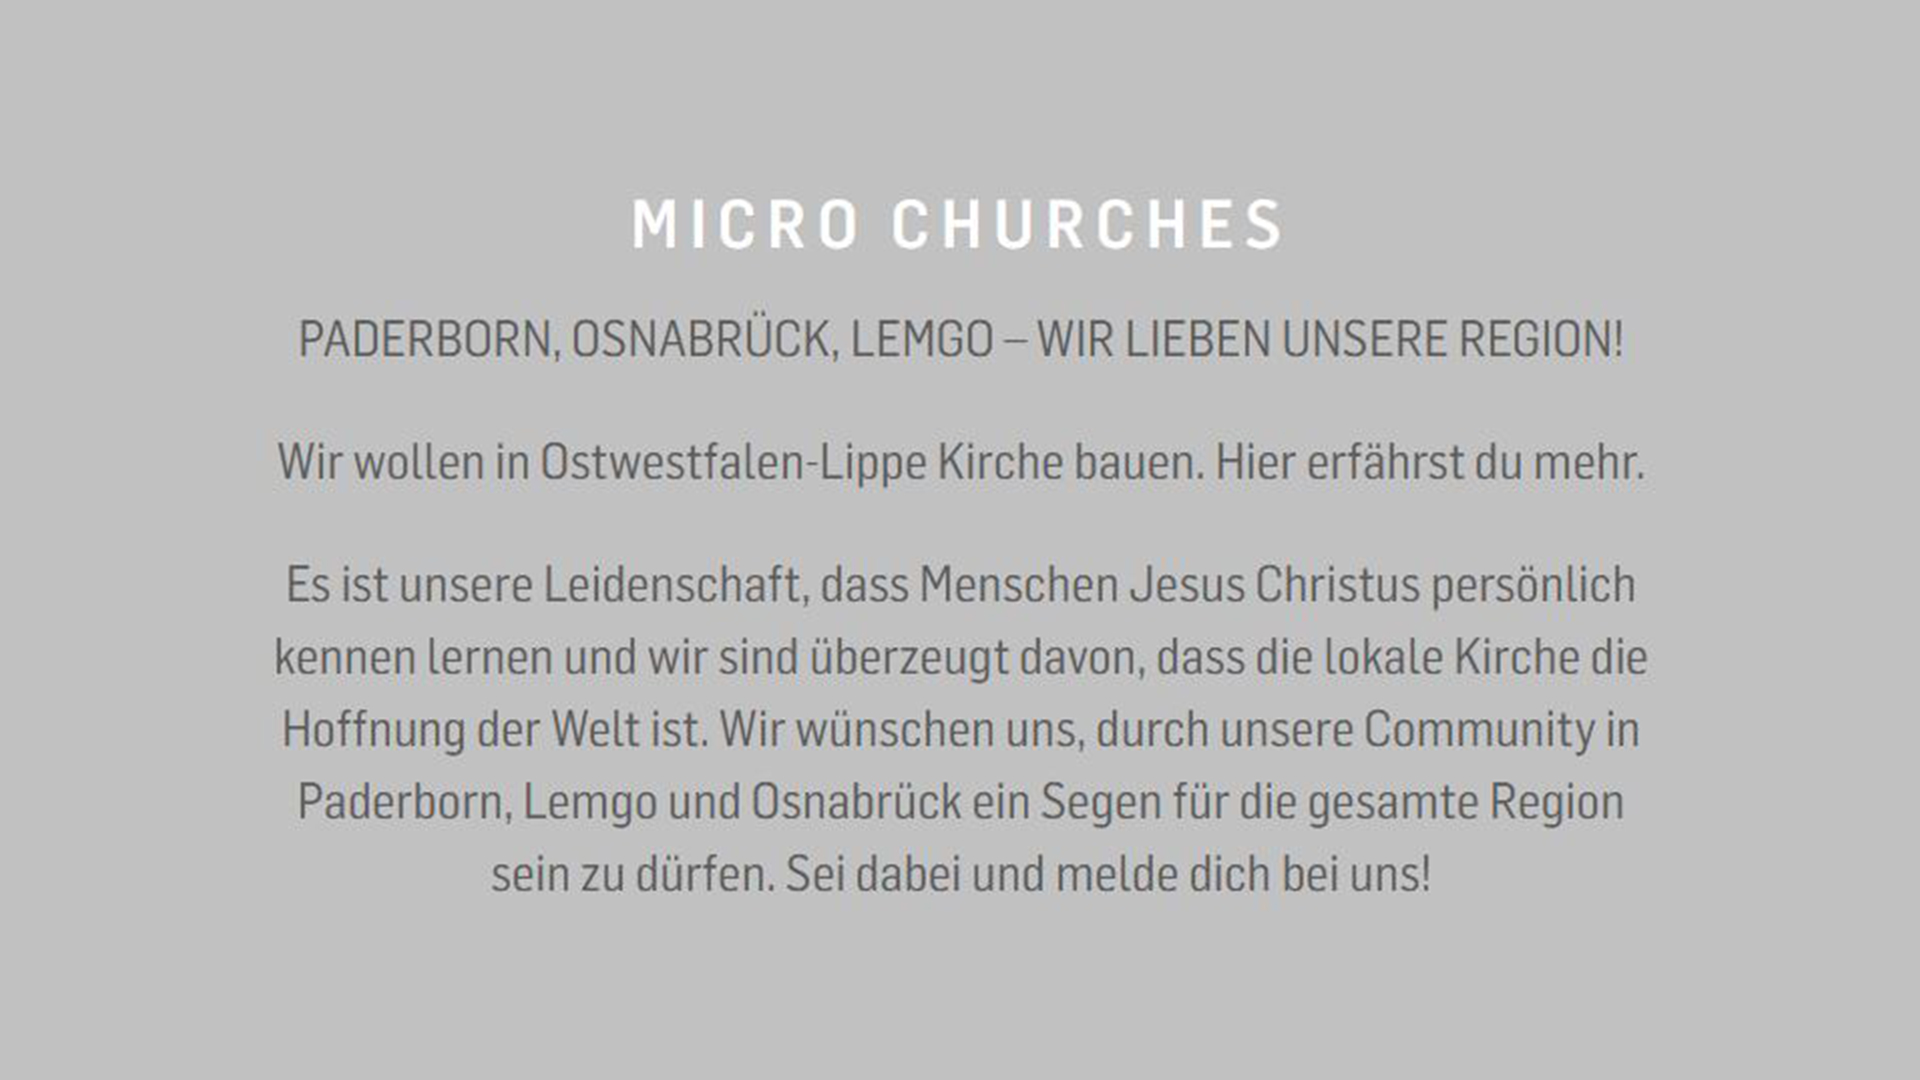 MICRO CHURCHES
PADERBORN, OSNABRÜCK, LEMGO – WIR LIEBEN UNSERE REGION!
Wir wollen in Ostwestfalen-Lippe Kirche bauen. Hier erfährst du mehr.
Es ist unsere Leidenschaft, dass Menschen Jesus Christus persönlich
kennen lernen und wir sind überzeugt davon, dass die lokale Kirche die
Hoffnung der Welt ist. Wir wünschen uns, durch unsere Community in
Paderborn, Lemgo und Osnabrück ein Segen für die gesamte Region
sein zu dürfen. Sei dabei und melde dich bei uns!